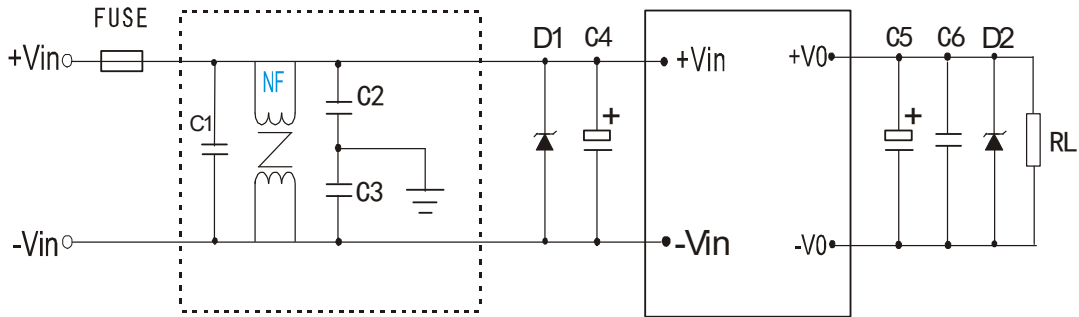 FUSE
+Vin
NF
C1
C2
C3
-Vin
D1
C4
+
+Vin
-Vin
+V0
-V0
C5
C6
D2
+
RL